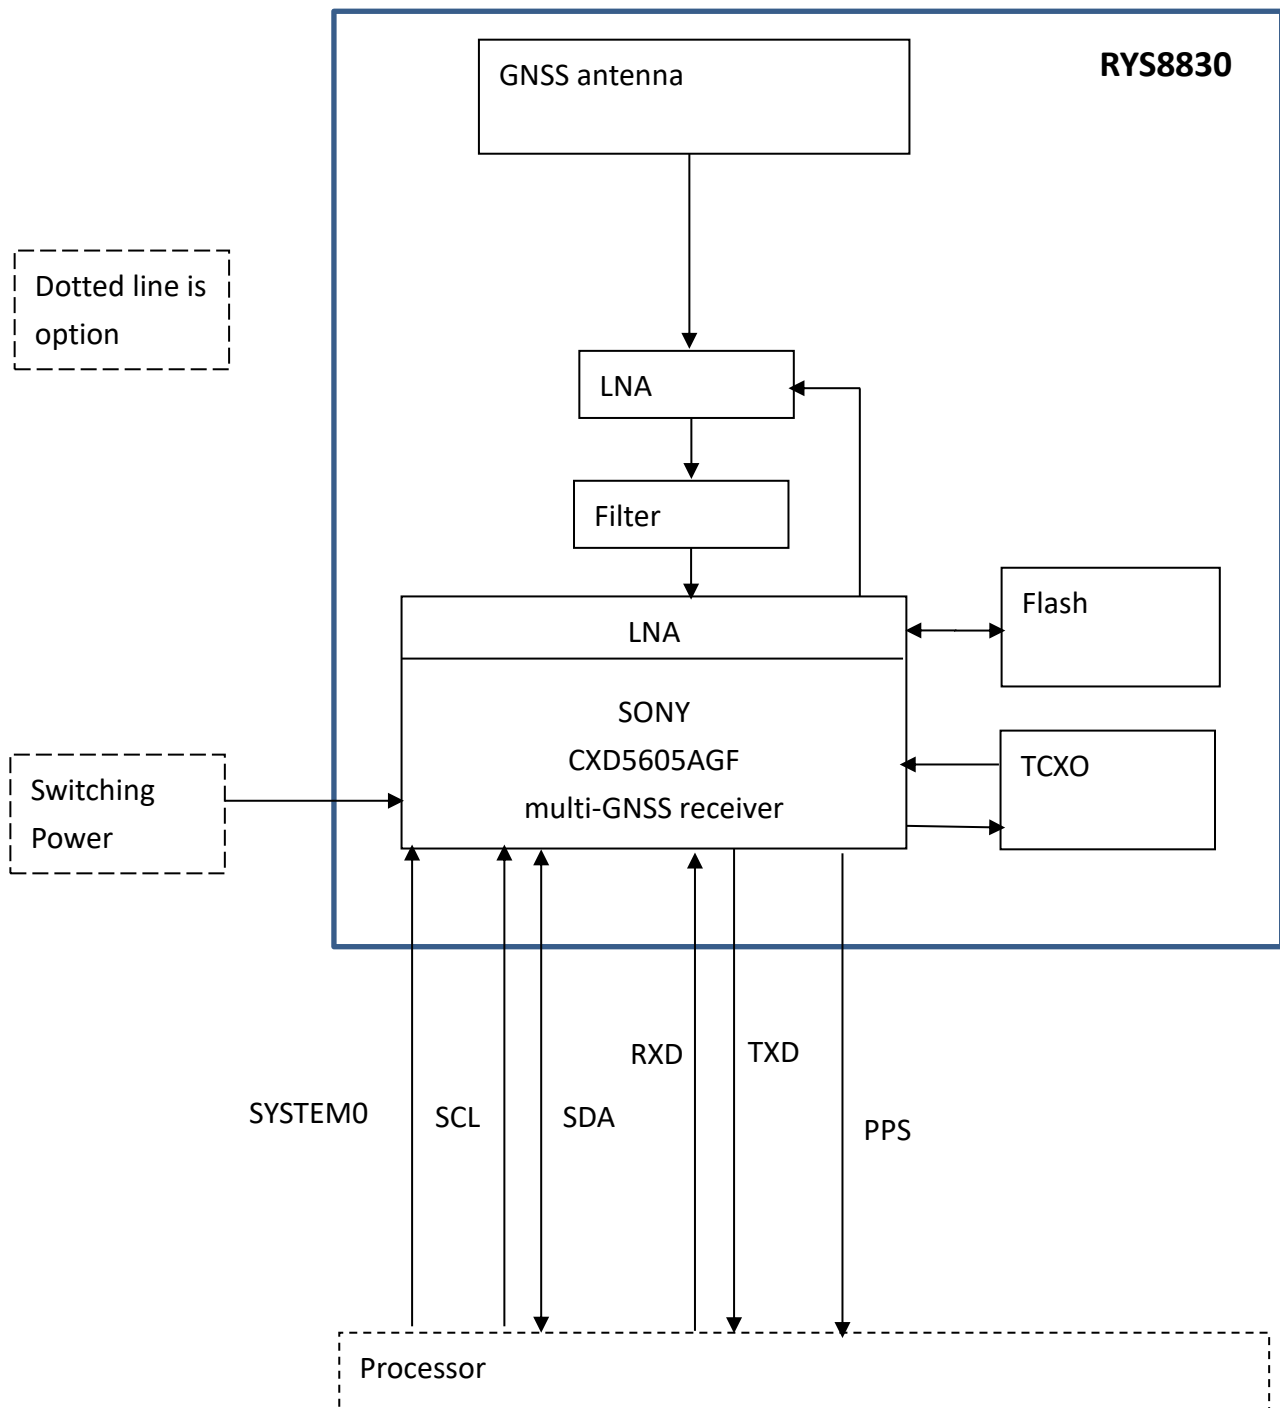 RYS8830
GNSS antenna
Dotted line is
option
LNA
Filter
Flash
LNA
SONY
CXD5605AGF
multi-GNSS receiver
TCXO
Switching
Power
RXD
TXD
SYSTEM0
SCL
SDA
PPS
Processor